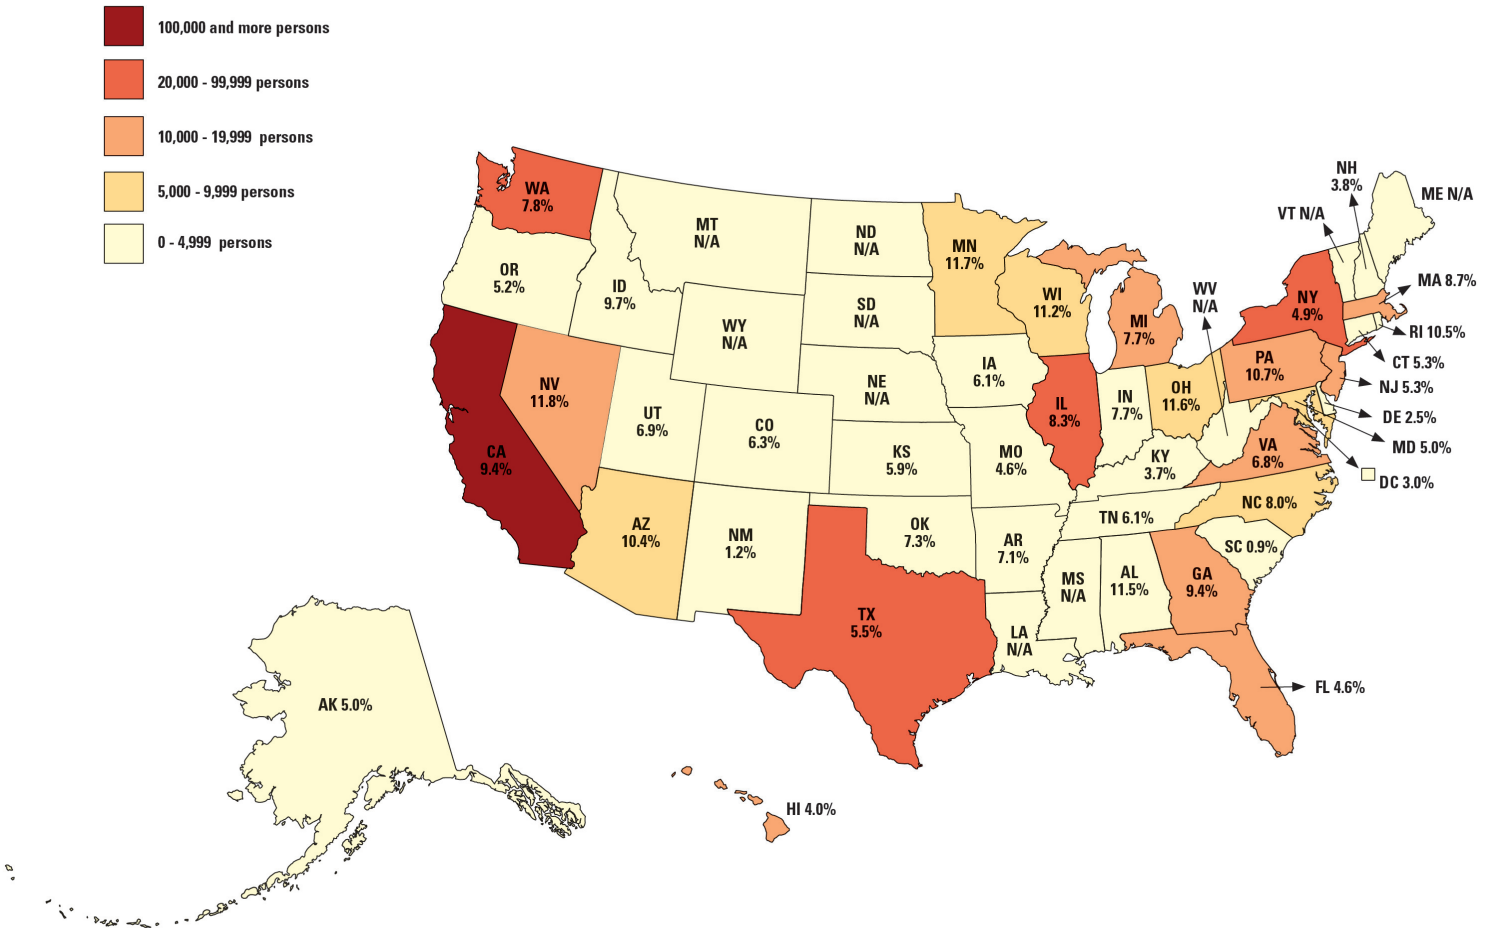 100,000 and more persons
20,000 - 99,999 persons
10,000 - 19,999 persons
5,000 - 9,999 persons
0 - 4,999 persons
WA
7.8%
OR
5.2%
CA
9.4%
NV
11.8%
ID
9.7%
MT
N/A
WY
N/A
UT
6.9%
CO
6.3%
AZ
10.4%
NM
1.2%
ND
N/A
SD
N/A
NE
N/A
KS
5.9%
OK
7.3%
TX
5.5%
MN
11.7%
IA
6.1%
MO
4.6%
AR
7.1%
LA
N/A
WI
11.2%
IL
8.3%
MI
7.7%
IN
7.7%
OH
11.6%
KY
3.7%
TN 6.1%
MS
N/A
AL
11.5%
GA
9.4%
FL 4.6%
SC 0.9%
NC 8.0%
VA
6.8%
WV
N/A
PA
10.7%
NY
4.9%
VT N/A
NH
3.8%
ME N/A
MA 8.7%
RI 10.5%
CT 5.3%
NJ 5.3%
DE 2.5%
MD 5.0%
DC 3.0%
AK 5.0%
HI 4.0%